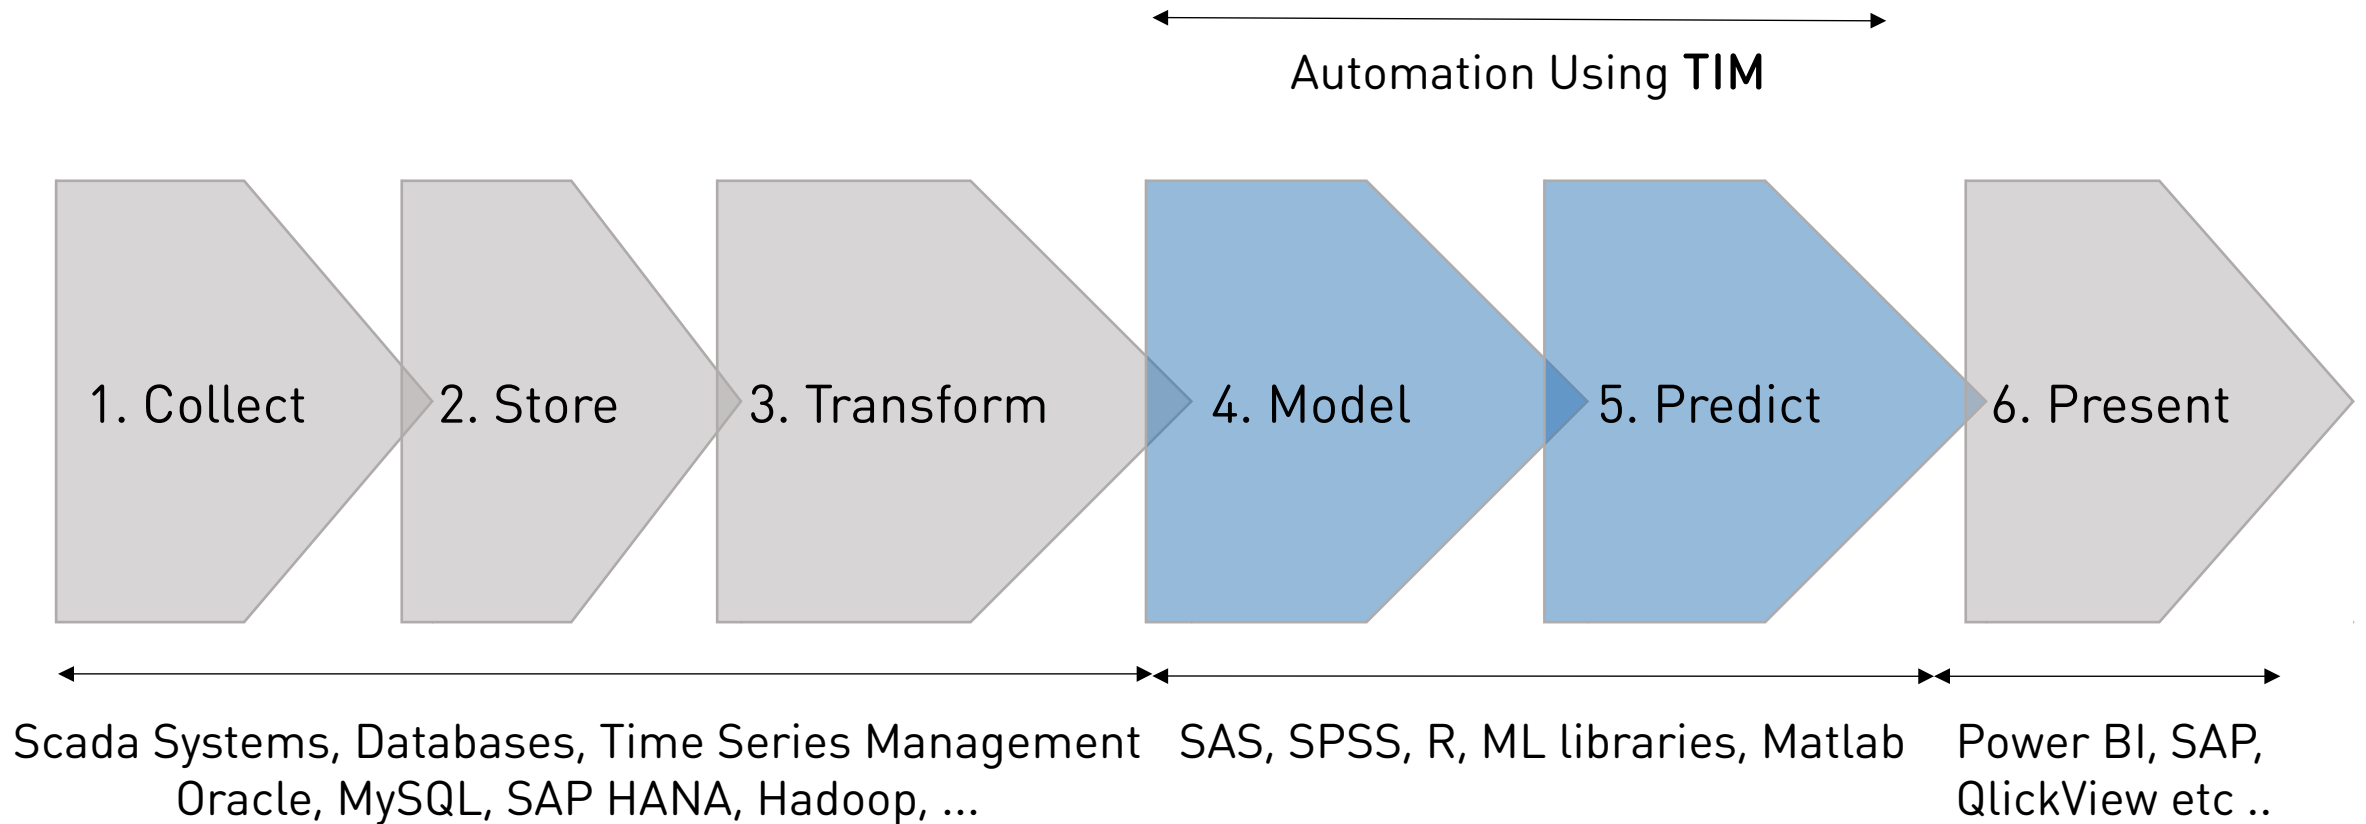 Automation Using TIM
1. Collect
2. Store
3. Transform
4. Model
5. Predict
6. Present
Scada Systems, Databases, Time Series Management
Oracle, MySQL, SAP HANA, Hadoop, ...
SAS, SPSS, R, ML libraries, Matlab
Power BI, SAP,
QlickView etc ..